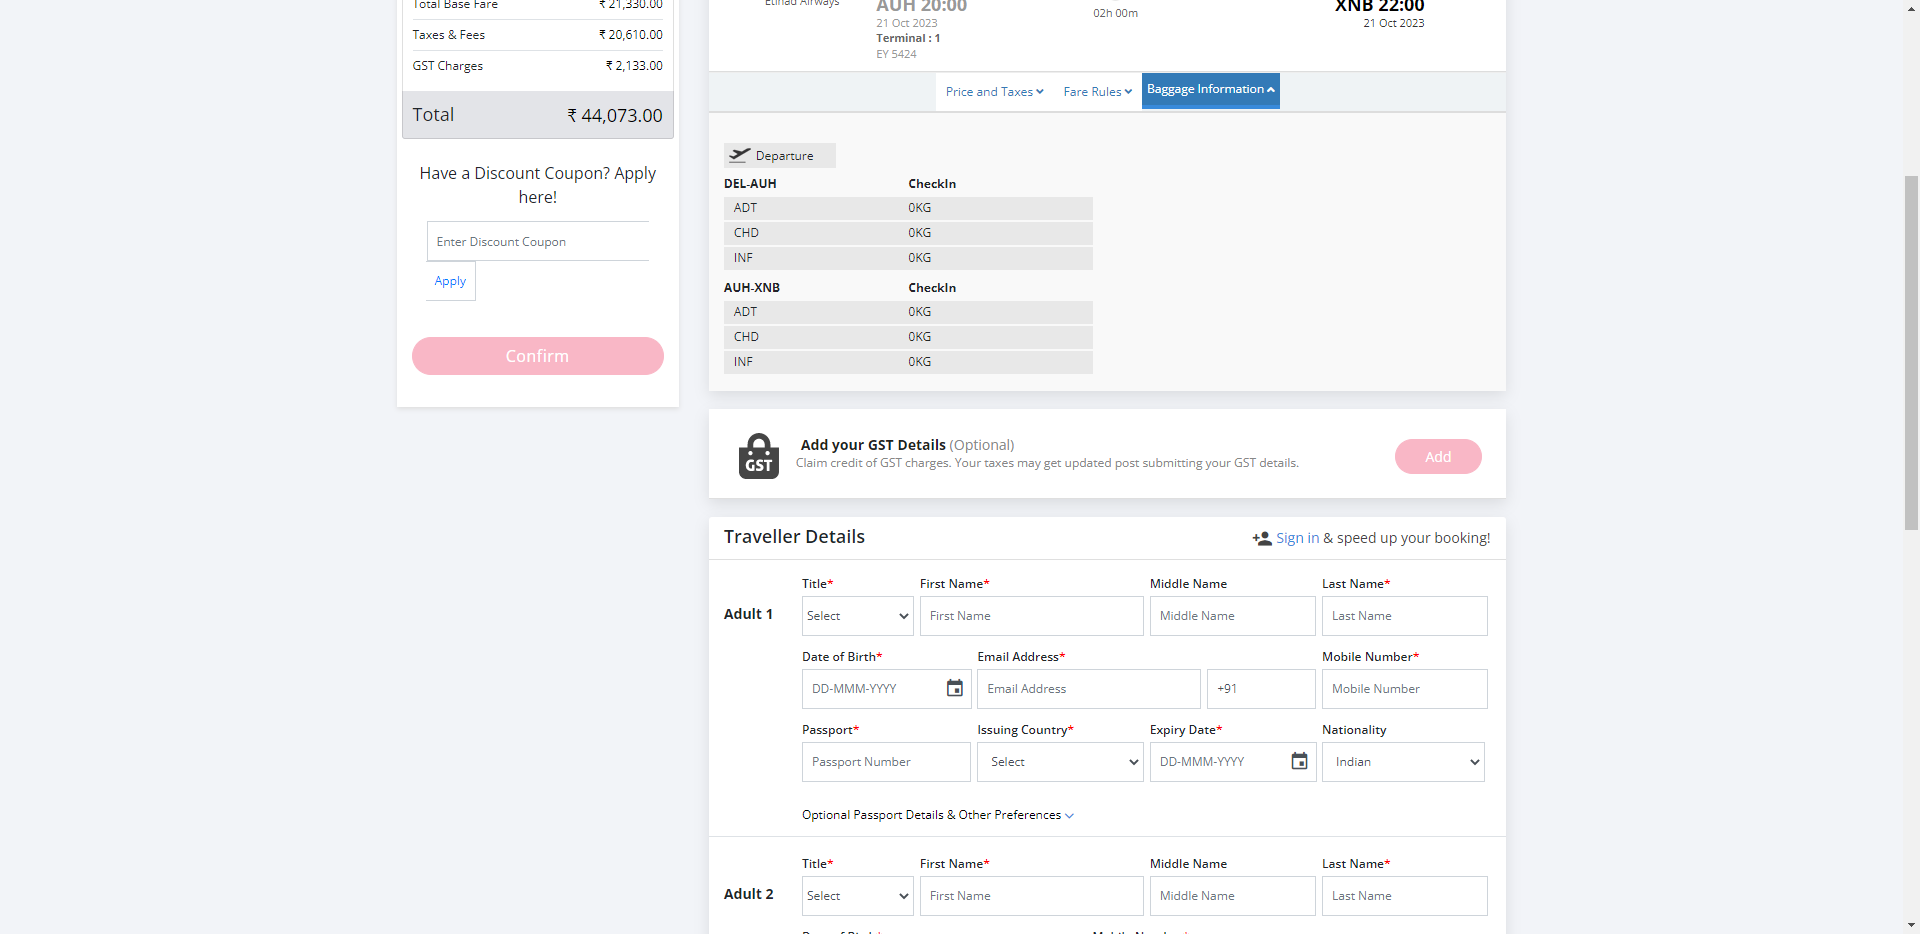 Total Base Fare ₹ 21,330.00
Taxes & Fees ₹ 20,610.00
GST Charges ₹ 2,133.00
Total ₹ 44,073.00
Have a Discount Coupon? Apply
here!
Enter Discount Coupon
Apply
Confirm
Etihad Airways
AUH 20:00
21 Oct 2023
Terminal : 1
EY 5424
02h 00m
XNB 22:00
21 Oct 2023
Price and Taxes Fare Rules Baggage Information
Departure
DEL-AUH CheckIn
ADT 0KG
CHD 0KG
INF 0KG
AUH-XNB CheckIn
ADT 0KG
CHD 0KG
INF 0KG
GST
Add your GST Details (Optional)
Claim credit of GST charges. Your taxes may get updated post submitting your GST details.
Add
Traveller Details
Sign in & speed up your booking!
Adult 1
Title* First Name* Middle Name Last Name*
Select First Name Middle Name Last Name
Date of Birth* Email Address* Mobile Number*
DD-MMM-YYYY Email Address +91 Mobile Number
Passport* Issuing Country* Expiry Date* Nationality
Passport Number Select DD-MMM-YYYY Indian
Optional Passport Details & Other Preferences
Adult 2
Title* First Name* Middle Name Last Name*
Select First Name Middle Name Last Name